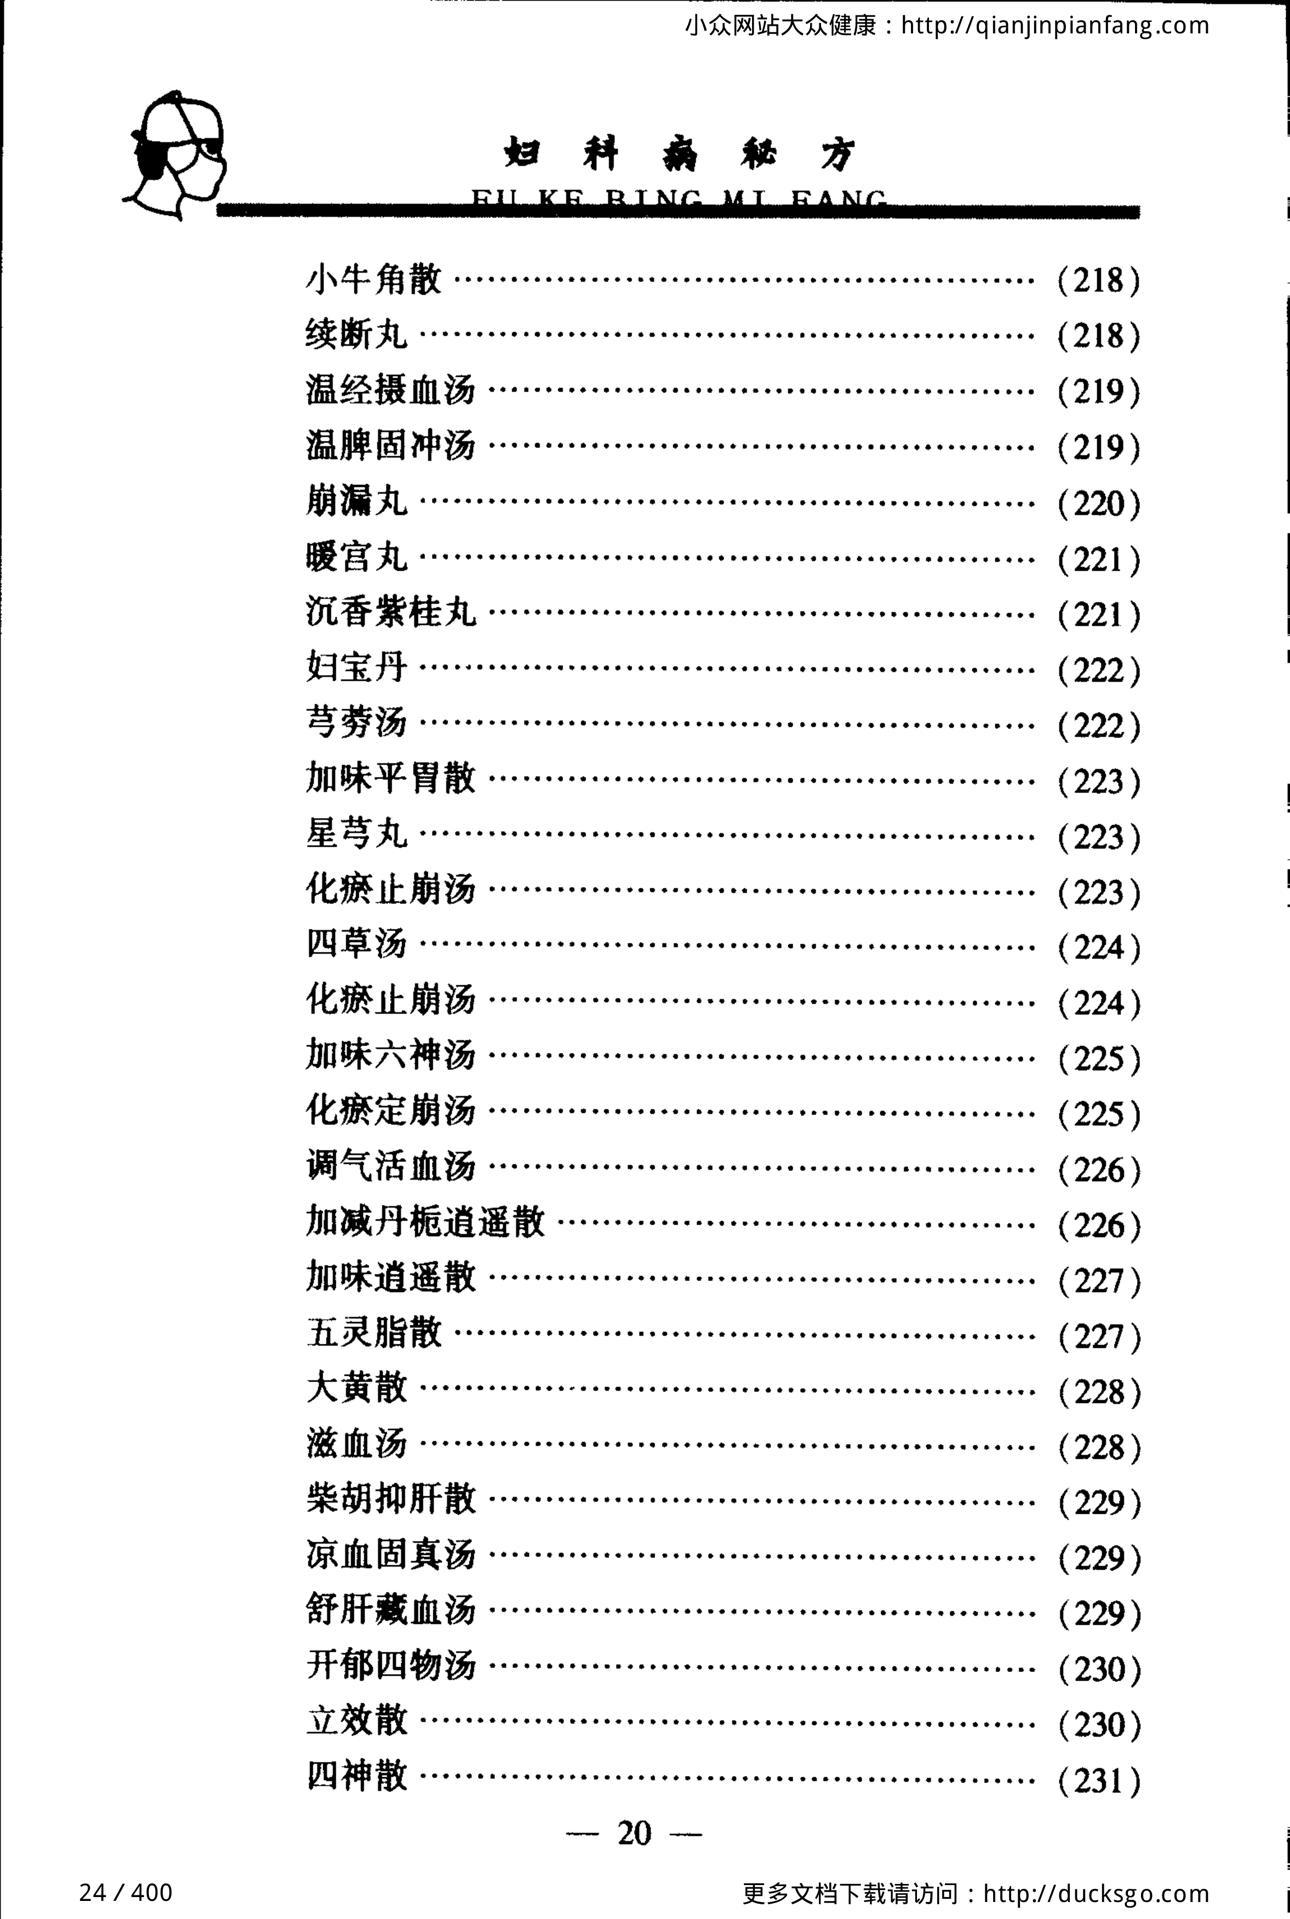 小众网站大众健康：http://qianjinpianfang.com
妇科病秘方
FU KE BING MI FANG
小牛角散 …………………………………………… (218)
续断丸 …………………………………………… (218)
温经摄血汤 …………………………………………… (219)
温脾固冲汤 …………………………………………… (219)
崩漏丸 …………………………………………… (220)
暖宫丸 …………………………………………… (221)
沉香紫桂丸 …………………………………………… (221)
妇宝丹 …………………………………………… (222)
芎䓖汤 …………………………………………… (222)
加味平胃散 …………………………………………… (223)
星芎丸 …………………………………………… (223)
化瘀止崩汤 …………………………………………… (223)
四草汤 …………………………………………… (224)
化瘀止崩汤 …………………………………………… (224)
加味六神汤 …………………………………………… (225)
化瘀定崩汤 …………………………………………… (225)
调气活血汤 …………………………………………… (226)
加减丹栀逍遥散 …………………………………………… (226)
加味逍遥散 …………………………………………… (227)
五灵脂散 …………………………………………… (227)
大黄散 …………………………………………… (228)
滋血汤 …………………………………………… (228)
柴胡抑肝散 …………………………………………… (229)
凉血固真汤 …………………………………………… (229)
舒肝藏血汤 …………………………………………… (229)
开郁四物汤 …………………………………………… (230)
立效散 …………………………………………… (230)
四神散 …………………………………………… (231)
— 20 —
24 / 400
更多文档下载请访问：http://ducksgo.com